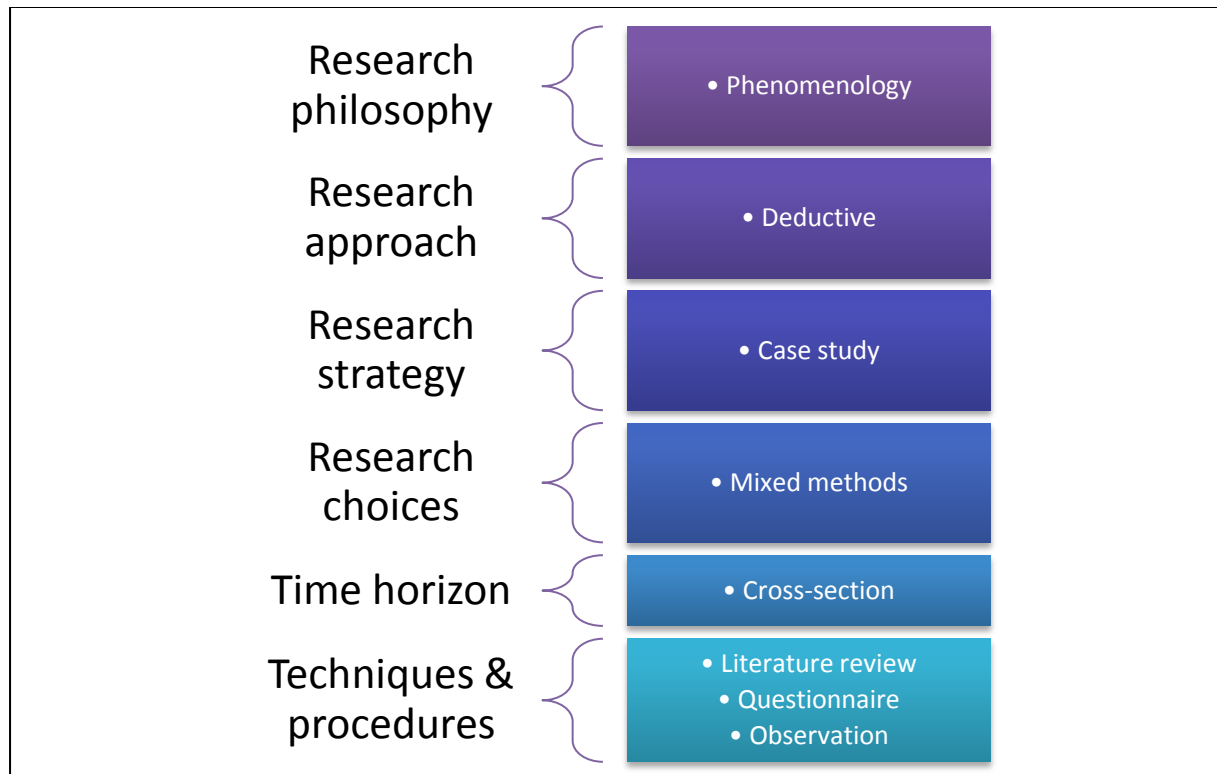 Research
philosophy
• Phenomenology
Research
approach
• Deductive
Research
strategy
• Case study
Research
choices
• Mixed methods
Time horizon
• Cross-section
Techniques &
procedures
• Literature review
• Questionnaire
• Observation